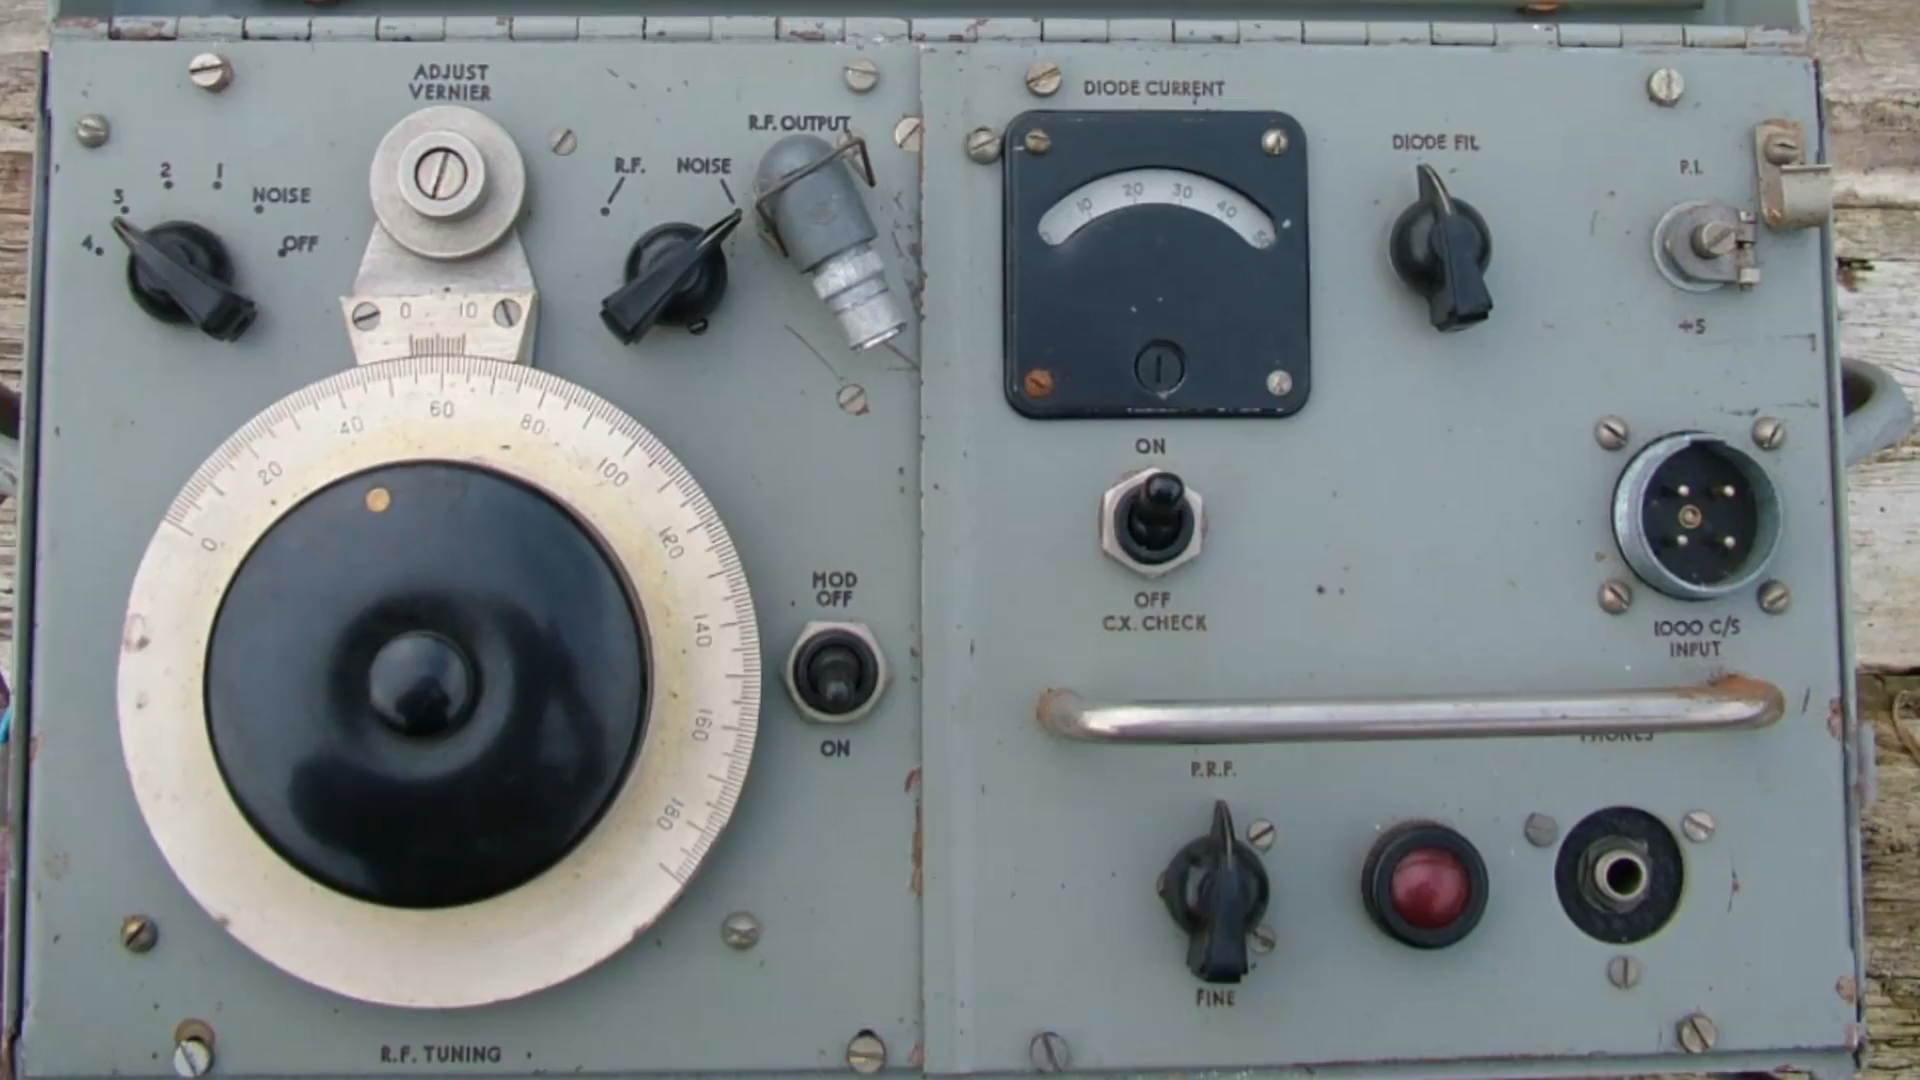 ADJUST
VERNIER
R.F. OUTPUT
4
3
2
1
NOISE
OFF
R.F.
NOISE
0 10
0 20 40 60 80 100 120 140 160 180
MOD
OFF
ON
R.F. TUNING
DIODE CURRENT
10 20 30 40
DIODE FIL
P.I.
÷5
ON
OFF
C.X. CHECK
1000 C/S
INPUT
PHONES
P.R.F.
FINE